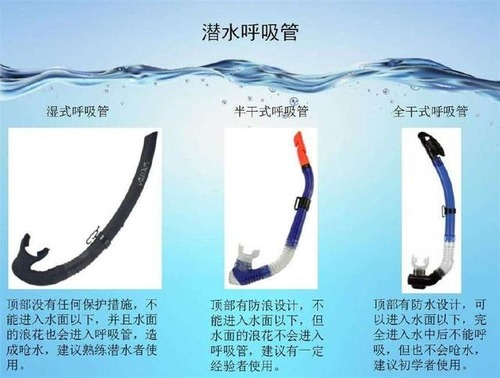 潜水呼吸管
湿式呼吸管
半干式呼吸管
全干式呼吸管
顶部没有任何保护措施，不
能进入水面以下，并且水面
的浪花也会进入呼吸管，造
成呛水，建议熟练潜水者使
用。
顶部有防浪设计，不
能进入水面以下，但
水面的浪花不会进入
呼吸管，建议有一定
经验者使用。
顶部有防水设计，可
以进入水面以下，完
全进入水中后不能呼
吸，但也不会呛水，
建议初学者使用。